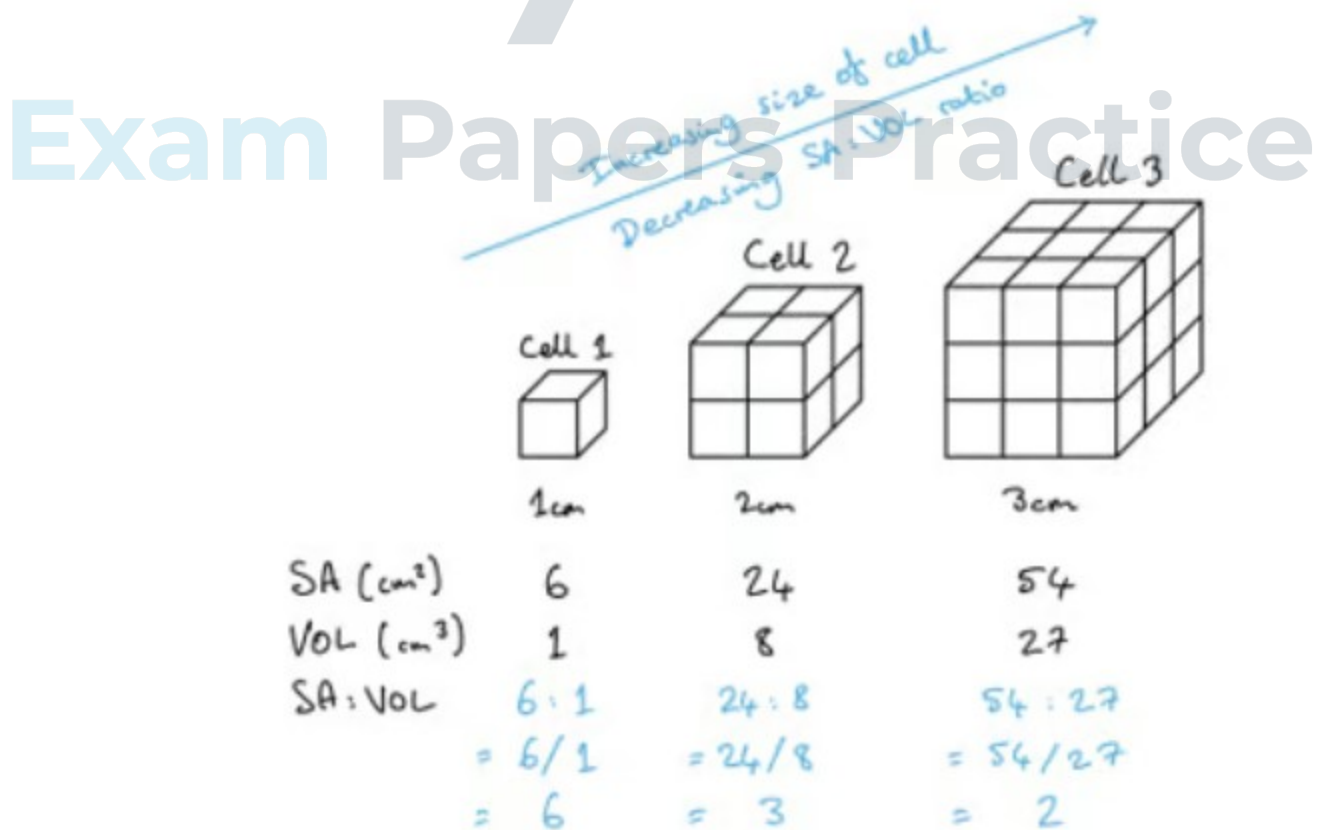 Exam Papers Practice
Increasing size of cell
Decreasing SA:VOL ratio
Cell 1
Cell 2
Cell 3
1cm 2cm 3cm
SA (cm²) 6 24 54
VOL (cm³) 1 8 27
SA:VOL 6:1 24:8 54:27
= 6/1 = 24/8 = 54/27
= 6 = 3 = 2